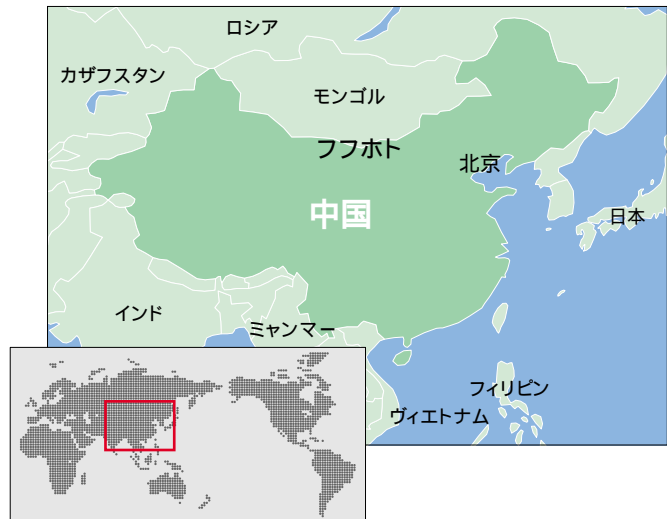 ロシア
カザフスタン
モンゴル
フフホト
北京
中国
日本
インド
ミャンマー
フィリピン
ヴィエトナム